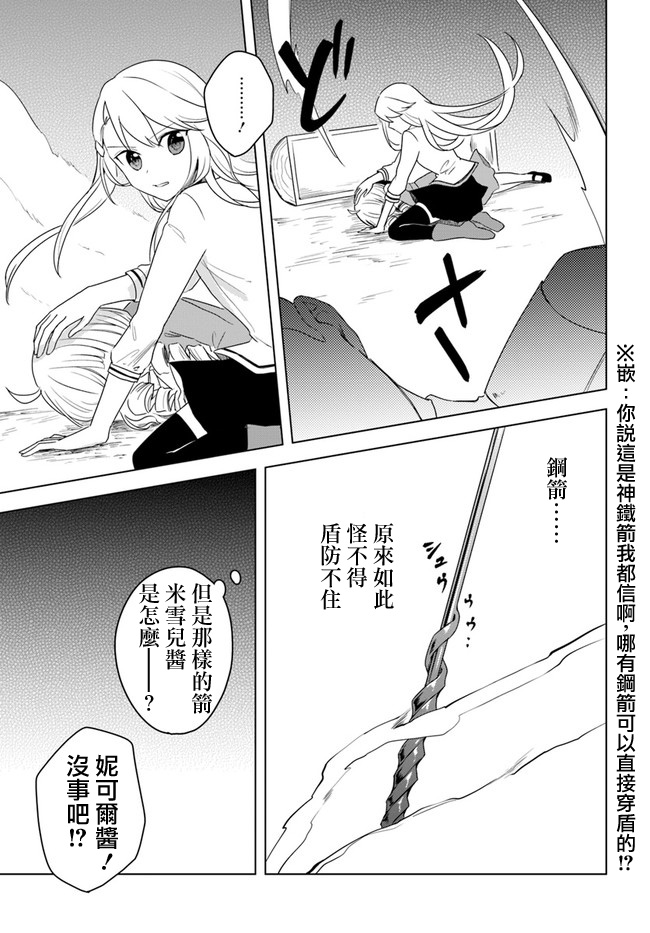 ドッ
……!
※嵌：你說這是神鐵箭我都信啊，哪有鋼箭可以直接穿盾的!?
鋼箭……
原來如此
怪不得
盾防不住
シュウゥゥ
但是那樣的箭
米雪兒醬
是怎麼——?
妮可爾醬！
沒事吧!?